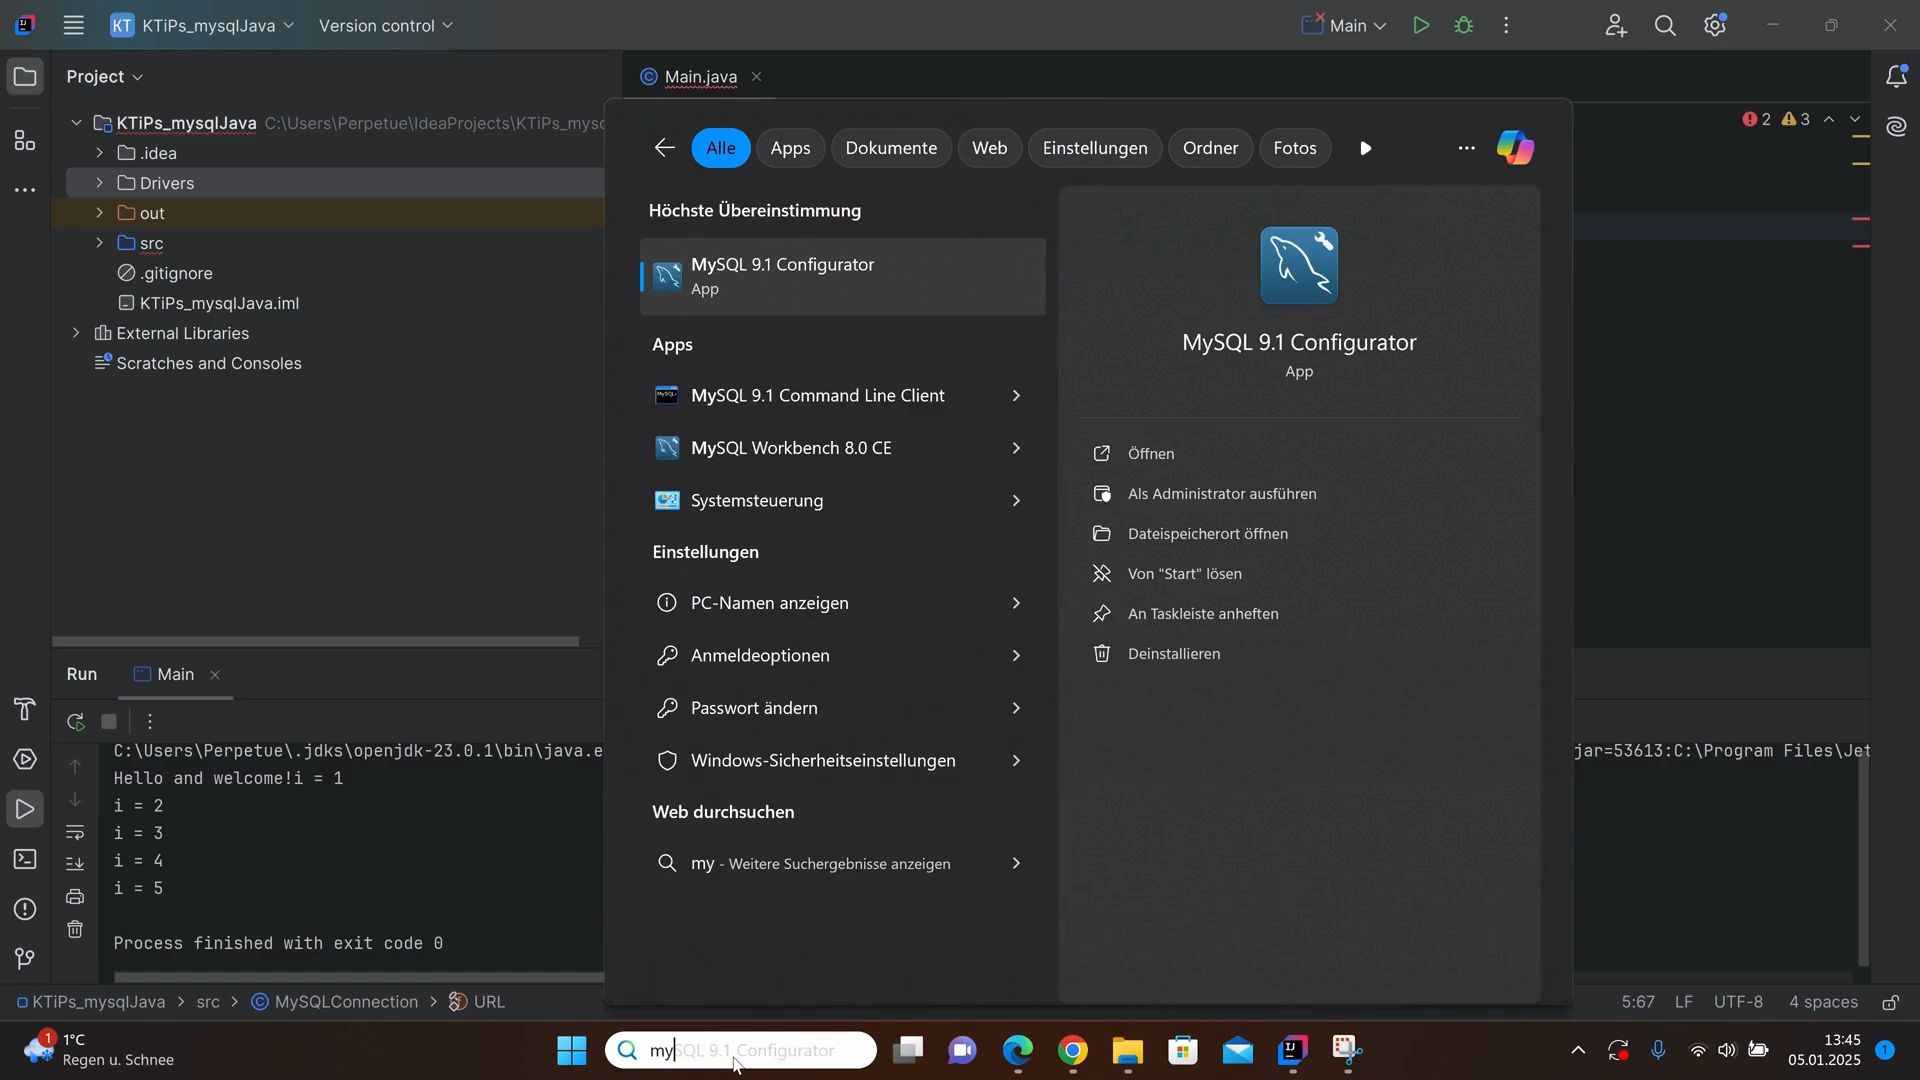 KT KTiPs_mysqlJava
Version control
Main
Project
Main.java
KTiPs_mysqlJava C:\Users\Perpetue\IdeaProjects\KTiPs_mysc
.idea
Drivers
out
src
.gitignore
KTiPs_mysqlJava.iml
External Libraries
Scratches and Consoles
2 3
Alle
Apps
Dokumente
Web
Einstellungen
Ordner
Fotos
Höchste Übereinstimmung
MySQL 9.1 Configurator
App
Apps
MySQL 9.1 Command Line Client
MySQL Workbench 8.0 CE
Systemsteuerung
Einstellungen
PC-Namen anzeigen
Anmeldeoptionen
Passwort ändern
Windows-Sicherheitseinstellungen
Web durchsuchen
my - Weitere Suchergebnisse anzeigen
MySQL 9.1 Configurator
App
Öffnen
Als Administrator ausführen
Dateispeicherort öffnen
Von "Start" lösen
An Taskleiste anheften
Deinstallieren
Run
Main
C:\Users\Perpetue\.jdks\openjdk-23.0.1\bin\java.e
jar=53613:C:\Program Files\Jet
Hello and welcome!i = 1
i = 2
i = 3
i = 4
i = 5
Process finished with exit code 0
KTiPs_mysqlJava > src > MySQLConnection > URL
5:67 LF UTF-8 4 spaces
1
1°C
Regen u. Schnee
mySQL 9.1 Configurator
13:45
05.01.2025
1